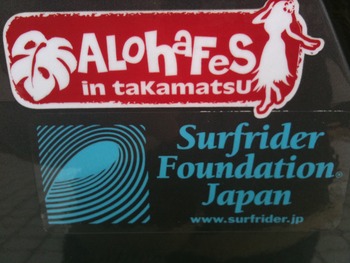 ALOhaFeS
in taKamatsU
Surfrider
Foundation®
Japan
www.surfrider.jp